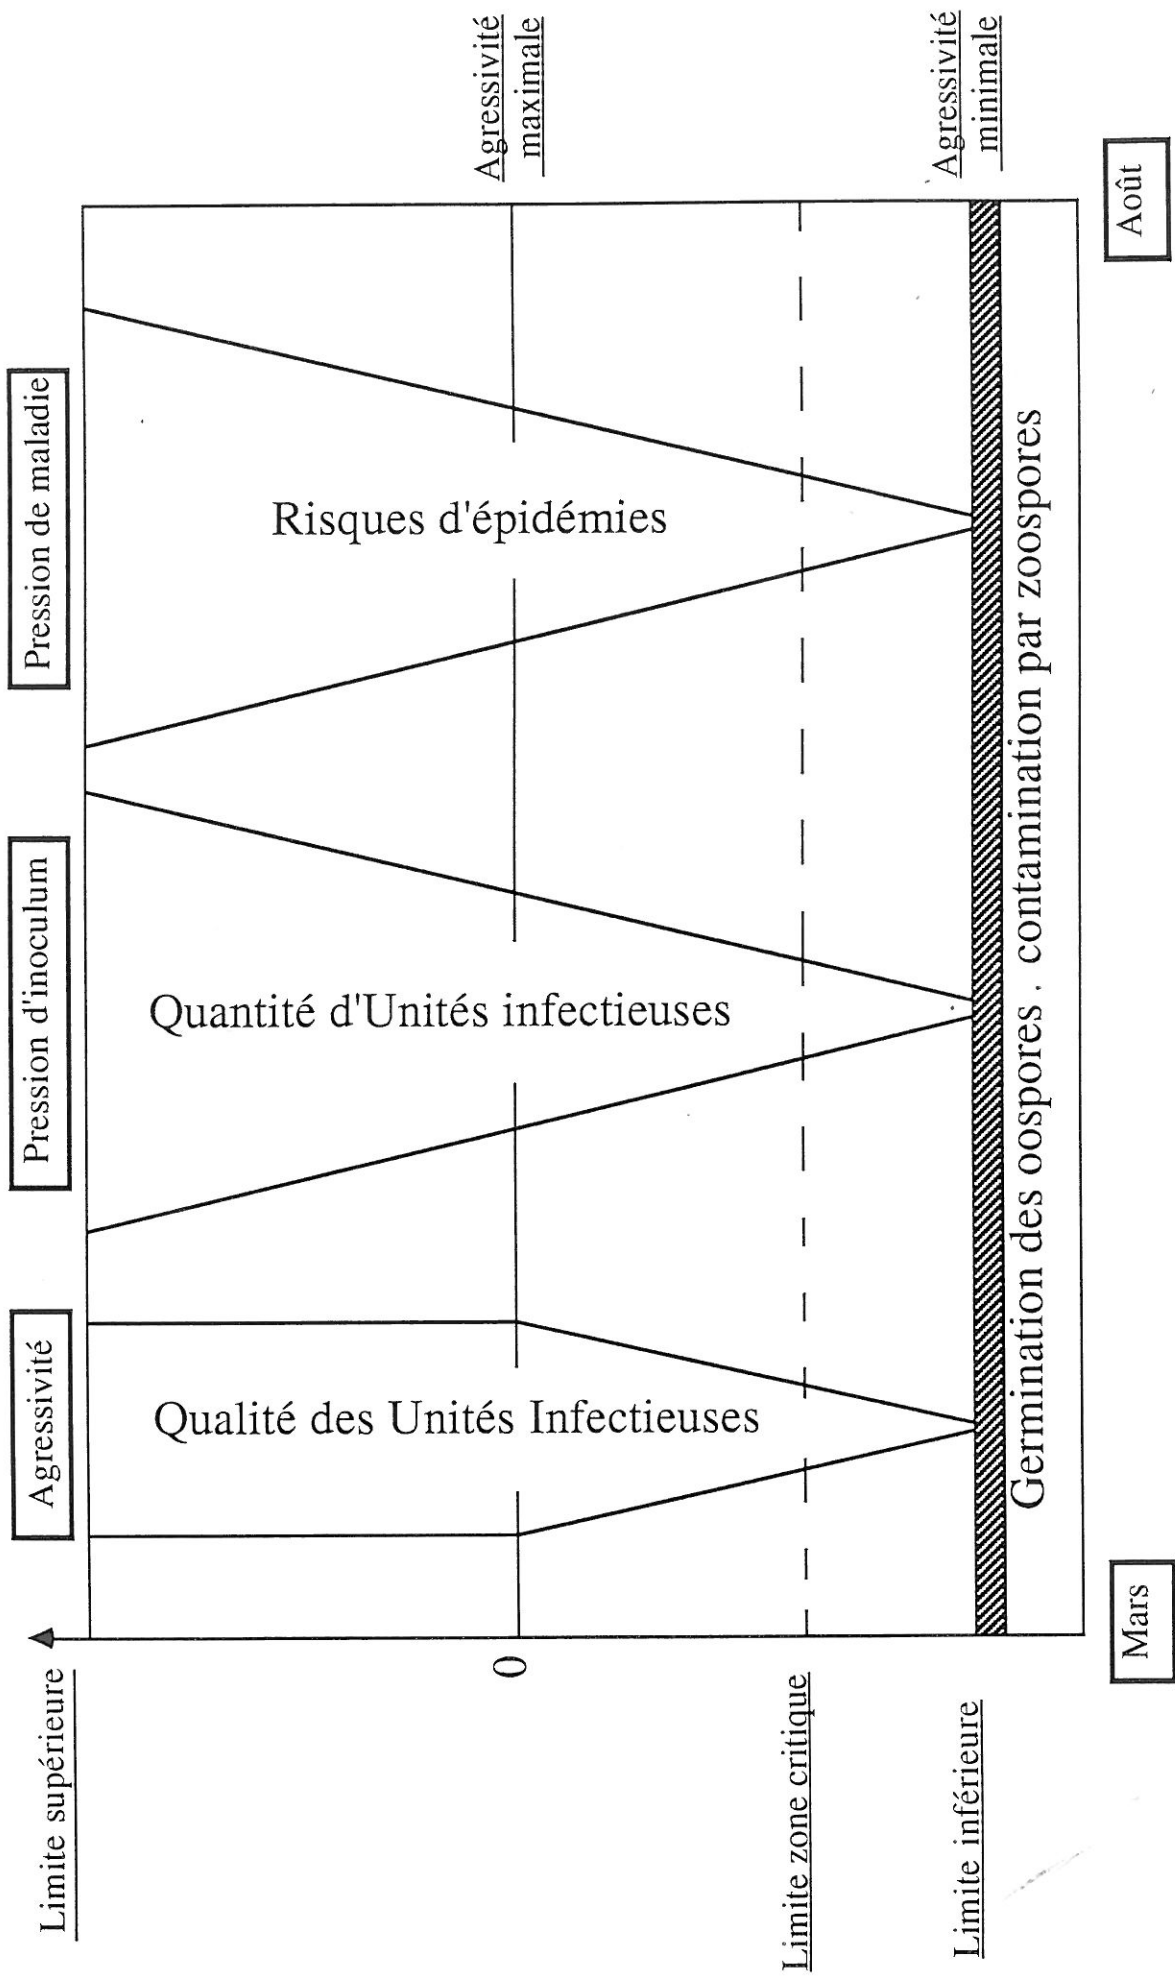 Agressivité
Pression d'inoculum
Pression de maladie
Limite supérieure
0
Limite zone critique
Limite inférieure
Agressivité
maximale
Agressivité
minimale
Qualité des Unités Infectieuses
Quantité d'Unités infectieuses
Risques d'épidémies
Germination des oospores . contamination par zoospores
Mars
Août